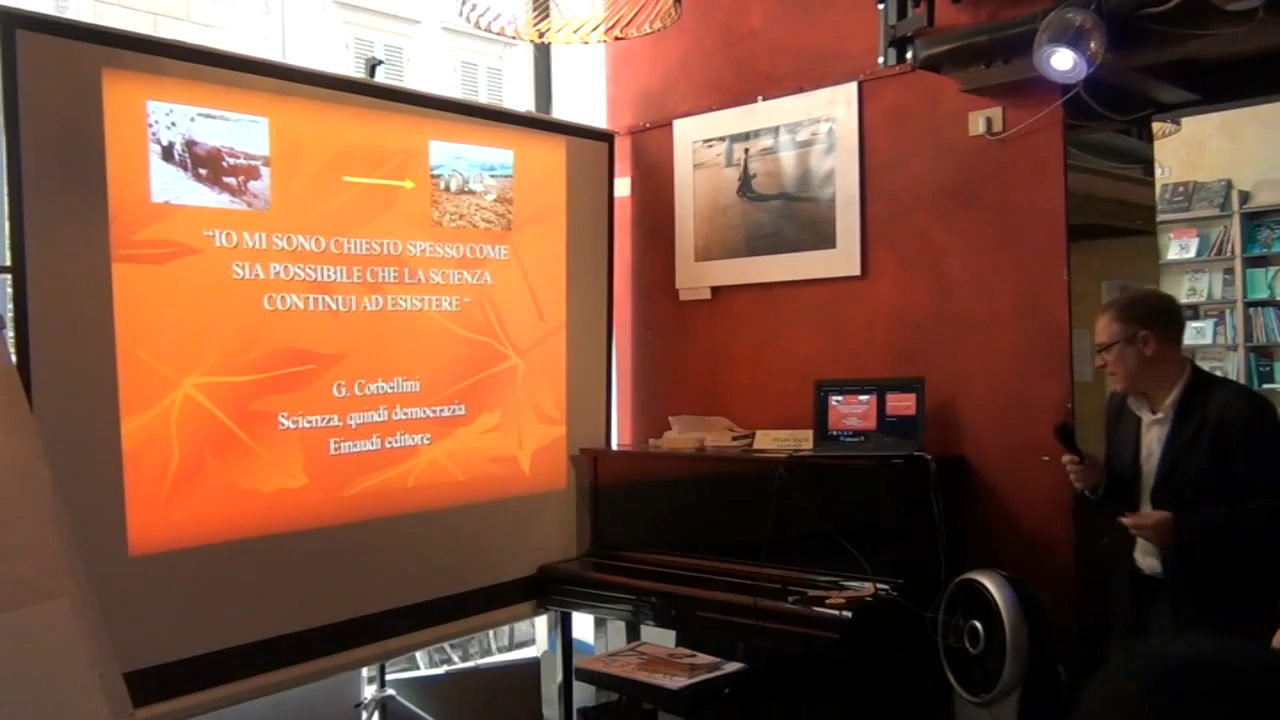 “IO MI SONO CHIESTO SPESSO COME
SIA POSSIBILE CHE LA SCIENZA
CONTINUI AD ESISTERE “
G. Corbellini
Scienza, quindi democrazia
Einaudi editore